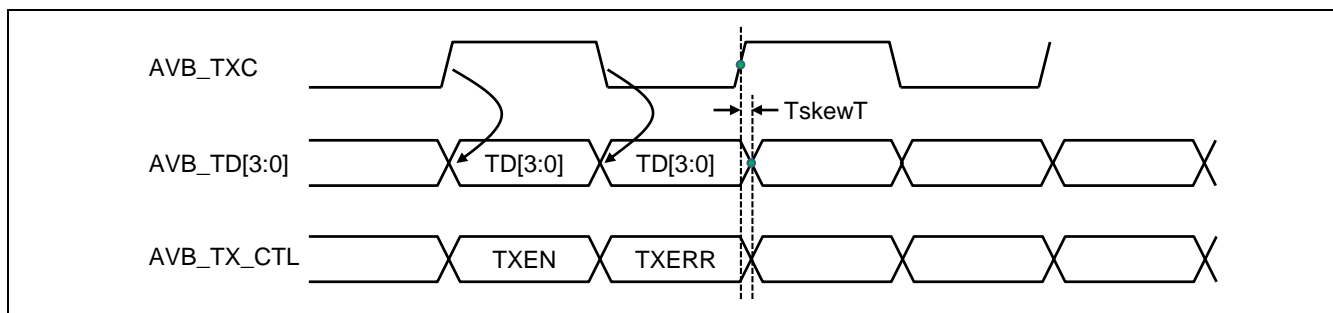 AVB_TXC
TskewT
AVB_TD[3:0] TD[3:0] TD[3:0]
AVB_TX_CTL TXEN TXERR